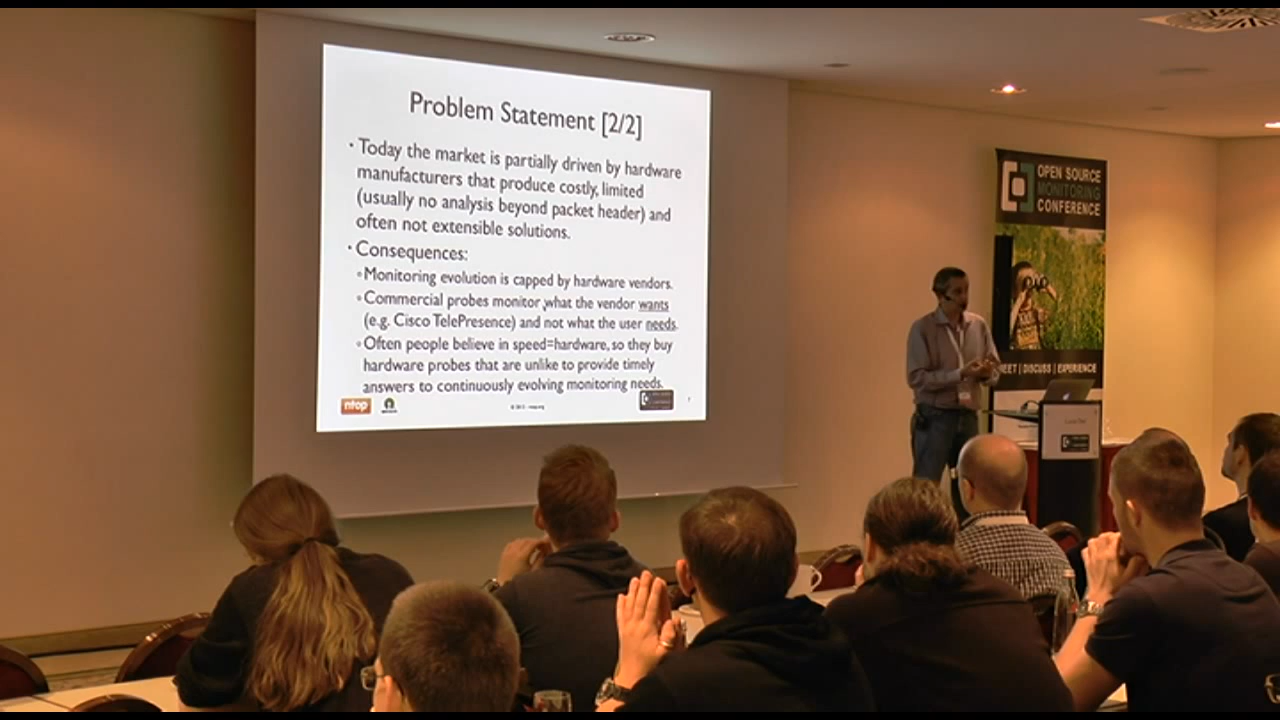 Problem Statement [2/2]
• Today the market is partially driven by hardware
manufacturers that produce costly, limited
(usually no analysis beyond packet header) and
often not extensible solutions.
• Consequences:
Monitoring evolution is capped by hardware vendors.
Commercial probes monitor what the vendor wants
(e.g. Cisco TelePresence) and not what the user needs.
Often people believe in speed=hardware, so they buy
hardware probes that are unlike to provide timely
answers to continuously evolving monitoring needs.
ntop
OPEN SOURCE
MONITORING
CONFERENCE
MEET | DISCUSS | EXPERIENCE